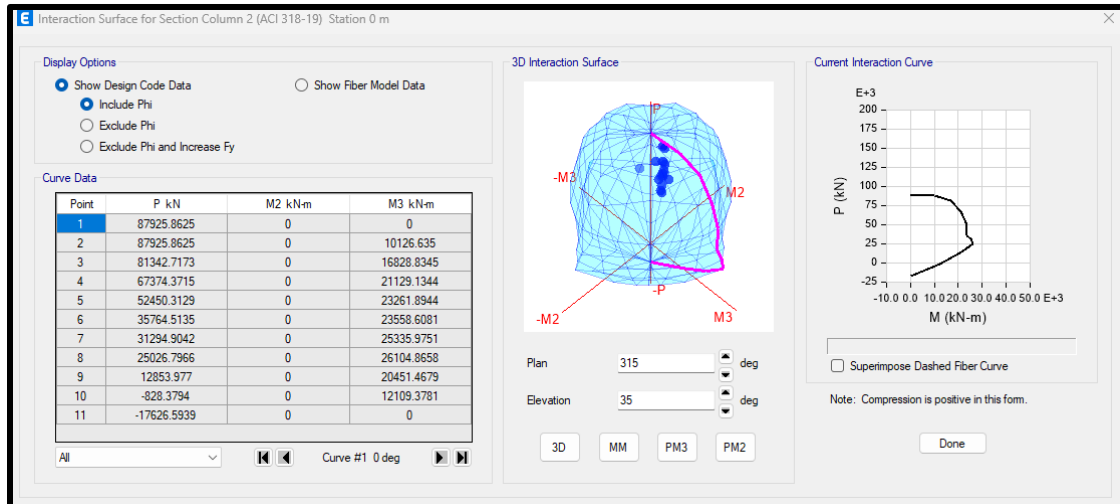 E Interaction Surface for Section Column 2 (ACI 318-19) Station 0 m
Display Options
Show Design Code Data
Show Fiber Model Data
Include Phi
Exclude Phi
Exclude Phi and Increase Fy
Curve Data
Point P kN M2 kN-m M3 kN-m
1 87925.8625 0 0
2 87925.8625 0 10126.635
3 81342.7173 0 16828.8345
4 67374.3715 0 21129.1344
5 52450.3129 0 23261.8944
6 35764.5135 0 23558.6081
7 31294.9042 0 25335.9751
8 25026.7966 0 26104.8658
9 12853.977 0 20451.4679
10 -828.3794 0 12109.3781
11 -17626.5939 0 0
All
Curve #1 0 deg
3D Interaction Surface
P
-M3
M2
-P
-M2
M3
Plan 315 deg
Elevation 35 deg
3D MM PM3 PM2
Current Interaction Curve
E+3
200
175
150
125
100
75
50
25
0
-25
P (kN)
-10.0 0.0 10.0 20.0 30.0 40.0 50.0 E+3
M (kN-m)
Superimpose Dashed Fiber Curve
Note: Compression is positive in this form.
Done